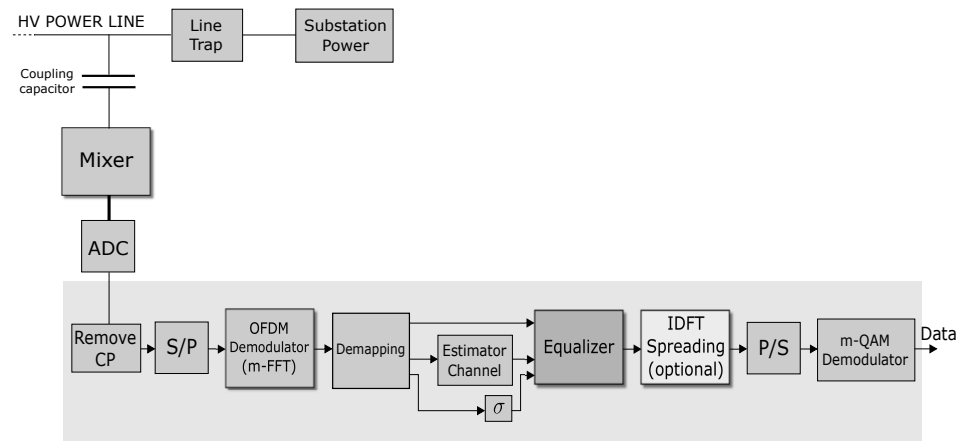 HV POWER LINE
Line
Trap
Substation
Power
Coupling
capacitor
Mixer
ADC
Remove
CP
S/P
OFDM
Demodulator
(m-FFT)
Demapping
Estimator
Channel
σ
Equalizer
IDFT
Spreading
(optional)
P/S
m-QAM
Demodulator
Data